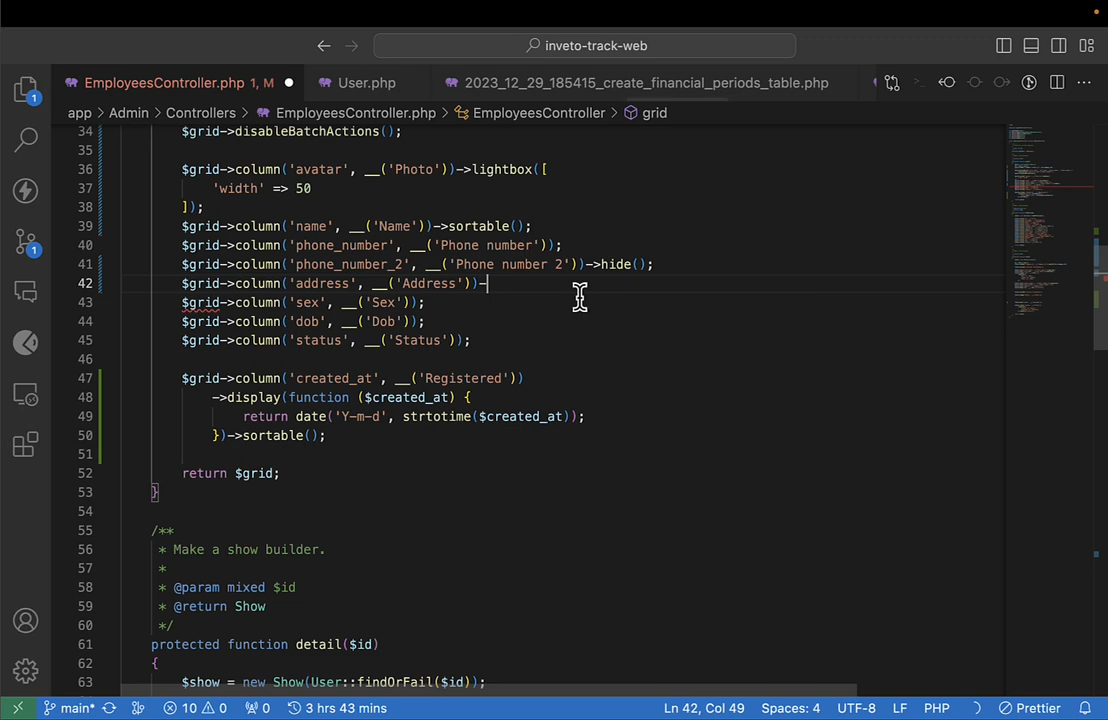 inveto-track-web
EmployeesController.php 1, M
User.php
2023_12_29_185415_create_financial_periods_table.php
app > Admin > Controllers > EmployeesController.php > EmployeesController > grid
34 $grid->disableBatchActions();
35
36 $grid->column('avatar', __('Photo'))->lightbox([
37 'width' => 50
38 ]);
39 $grid->column('name', __('Name'))->sortable();
40 $grid->column('phone_number', __('Phone number'));
41 $grid->column('phone_number_2', __('Phone number 2'))->hide();
42 $grid->column('address', __('Address'))-
43 $grid->column('sex', __('Sex'));
44 $grid->column('dob', __('Dob'));
45 $grid->column('status', __('Status'));
46
47 $grid->column('created_at', __('Registered'))
48 ->display(function ($created_at) {
49 return date('Y-m-d', strtotime($created_at));
50 })->sortable();
51
52 return $grid;
53 }
54
55 /**
56 * Make a show builder.
57 *
58 * @param mixed $id
59 * @return Show
60 */
61 protected function detail($id)
62 {
63 $show = new Show(User::findOrFail($id));
1
1
main* 10 0 0 3 hrs 43 mins Ln 42, Col 49 Spaces: 4 UTF-8 LF PHP Prettier